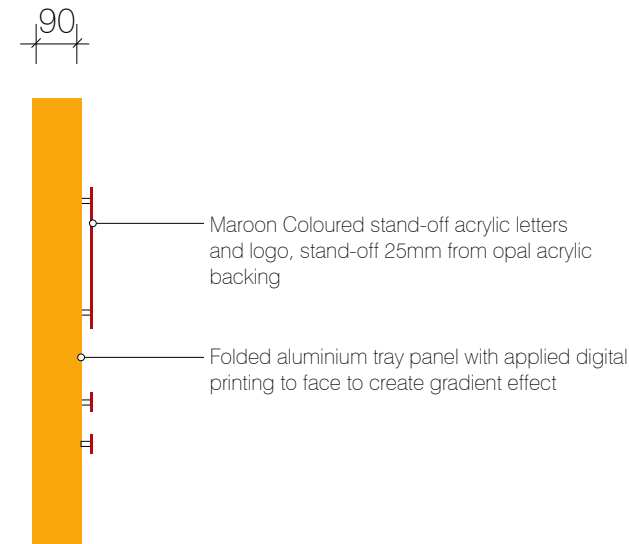 90
Maroon Coloured stand-off acrylic letters
and logo, stand-off 25mm from opal acrylic
backing
Folded aluminium tray panel with applied digital
printing to face to create gradient effect